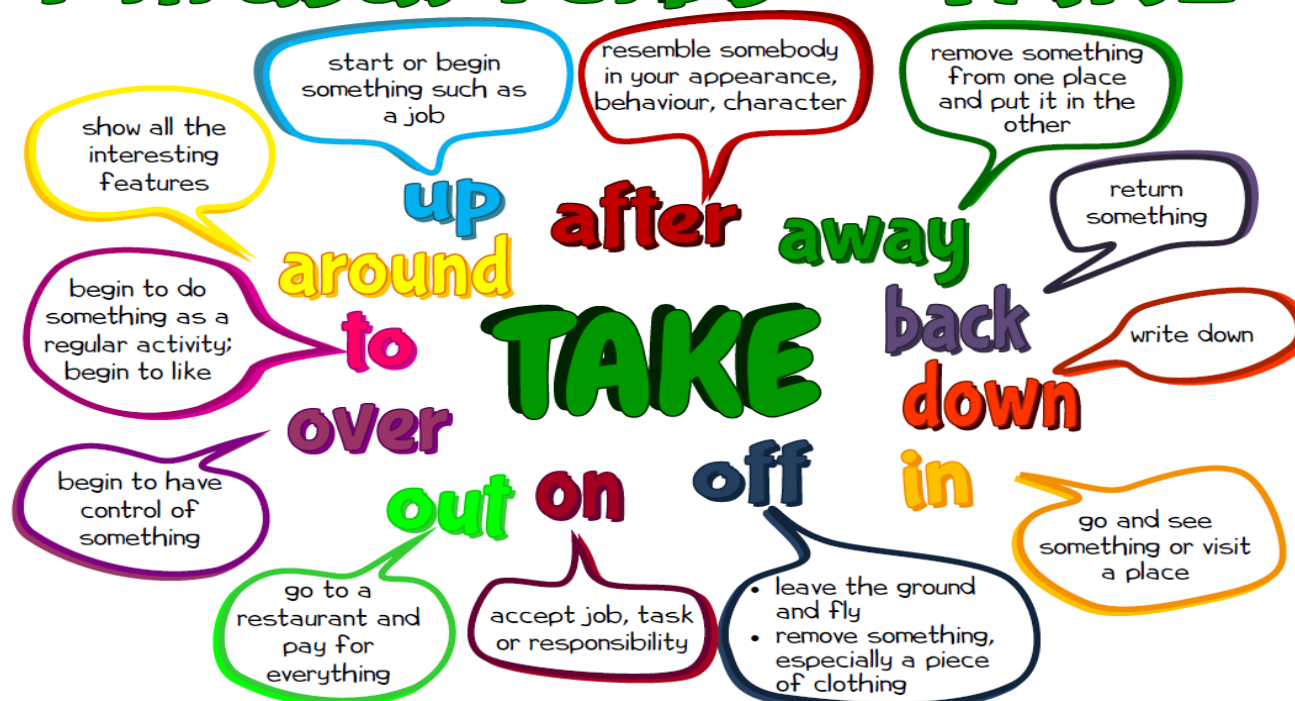 start or begin
something such as
a job
resemble somebody
in your appearance,
behaviour, character
remove something
from one place
and put it in the
other
show all the
interesting
features
return
something
up
after
away
around
begin to do
something as a
regular activity;
begin to like
to
TAKE
back
write down
down
over
begin to have
control of
something
out
on
off
in
go and see
something or visit
a place
go to a
restaurant and
pay for
everything
accept job, task
or responsibility
• leave the ground
and fly
• remove something,
especially a piece
of clothing